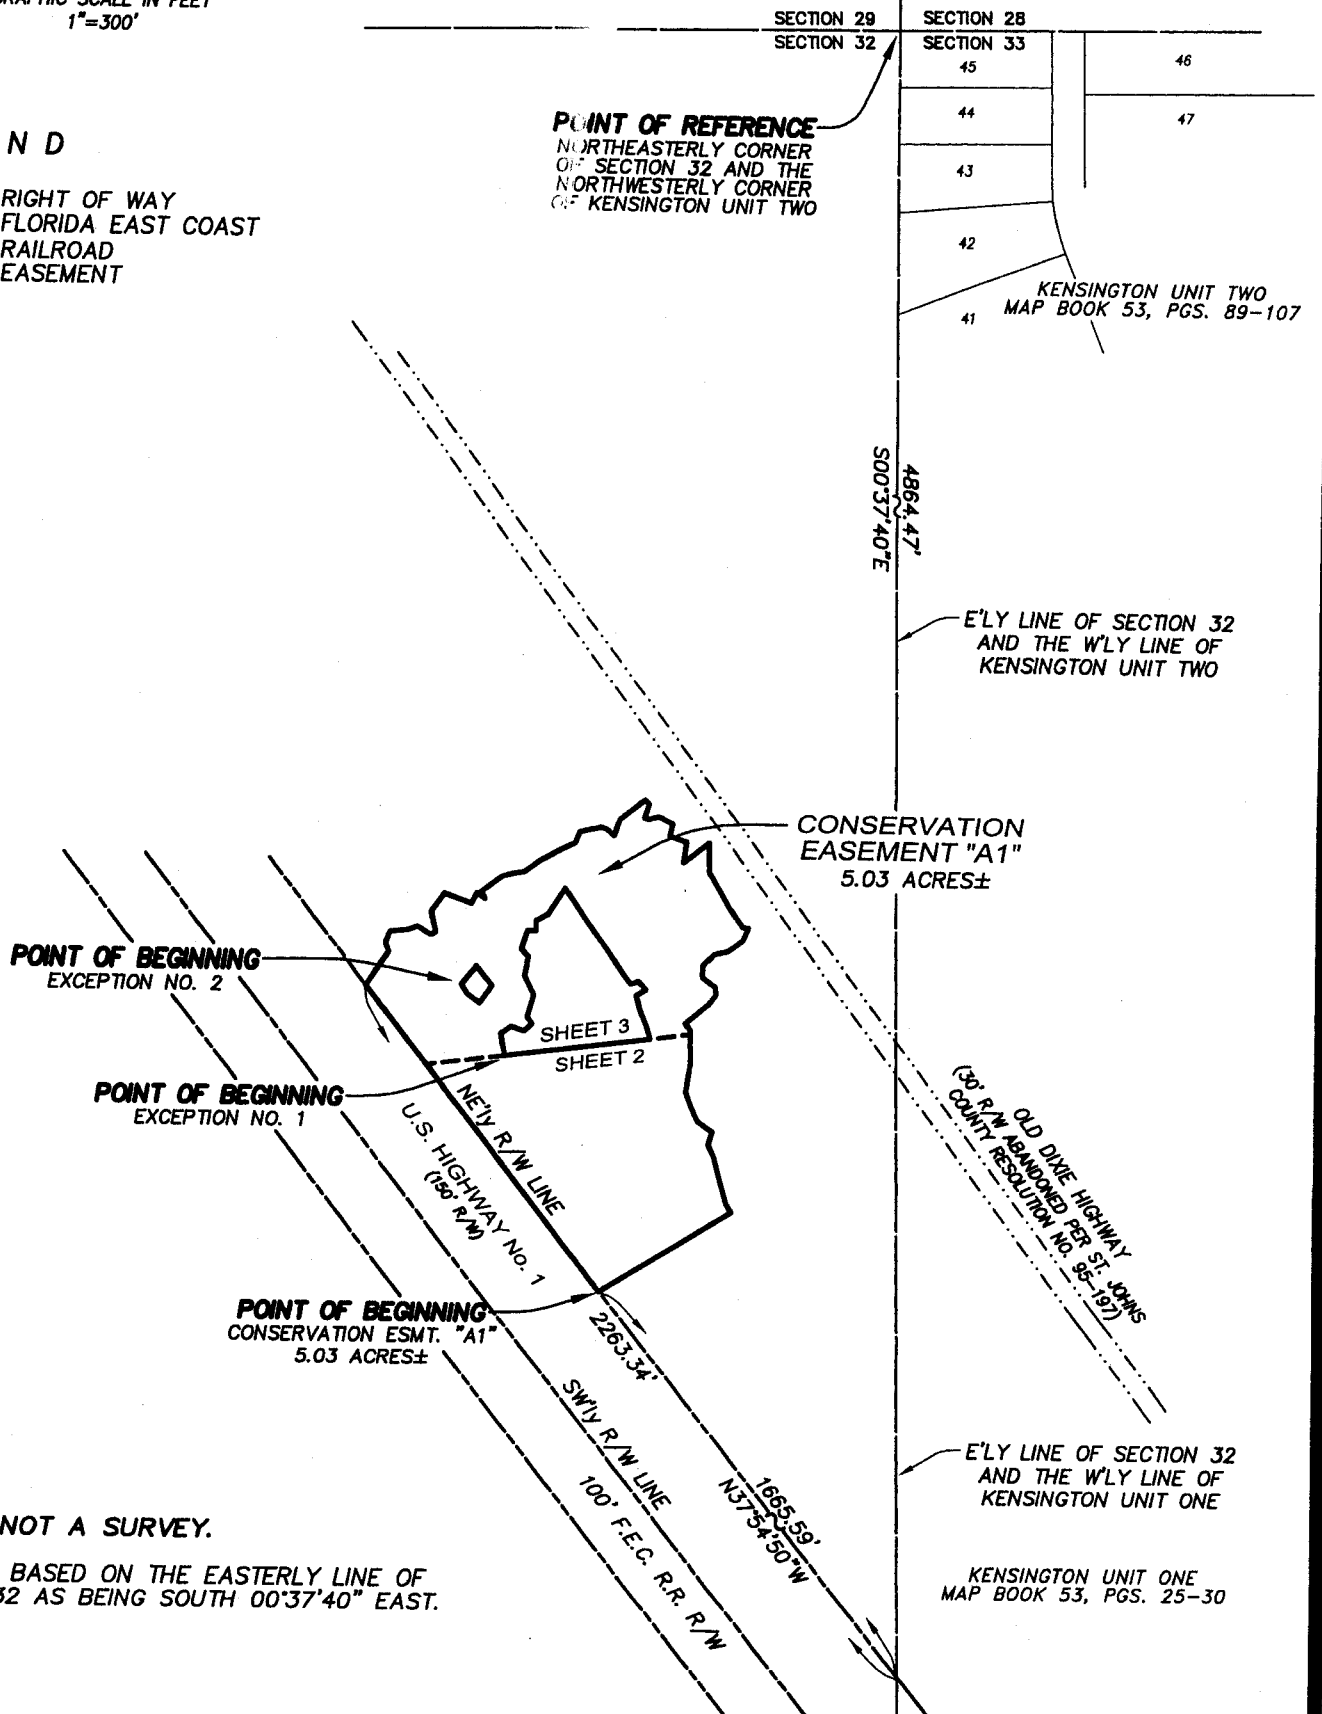 GRAPHIC SCALE IN FEET
1"=300'
SECTION 29
SECTION 28
SECTION 32
SECTION 33
45
46
44
47
43
42
41
POINT OF REFERENCE
NORTHEASTERLY CORNER
OF SECTION 32 AND THE
NORTHWESTERLY CORNER
OF KENSINGTON UNIT TWO
N D
RIGHT OF WAY
FLORIDA EAST COAST
RAILROAD
EASEMENT
KENSINGTON UNIT TWO
MAP BOOK 53, PGS. 89-107
4864.47'
S00°37'40"E
E'LY LINE OF SECTION 32
AND THE W'LY LINE OF
KENSINGTON UNIT TWO
CONSERVATION
EASEMENT "A1"
5.03 ACRES±
POINT OF BEGINNING
EXCEPTION NO. 2
SHEET 3
SHEET 2
POINT OF BEGINNING
EXCEPTION NO. 1
NE'ly R/W LINE
U.S. HIGHWAY No. 1
(150' R/W)
OLD DIXIE HIGHWAY
(30' R/W ABANDONED PER ST. JOHNS
COUNTY RESOLUTION NO. 95-197)
POINT OF BEGINNING
CONSERVATION ESMT. "A1"
5.03 ACRES±
2263.34'
SW'ly R/W LINE
100' F.E.C. R.R. R/W
1665.59'
N37°54'50"W
E'LY LINE OF SECTION 32
AND THE W'LY LINE OF
KENSINGTON UNIT ONE
KENSINGTON UNIT ONE
MAP BOOK 53, PGS. 25-30
NOT A SURVEY.
BASED ON THE EASTERLY LINE OF
32 AS BEING SOUTH 00°37'40" EAST.